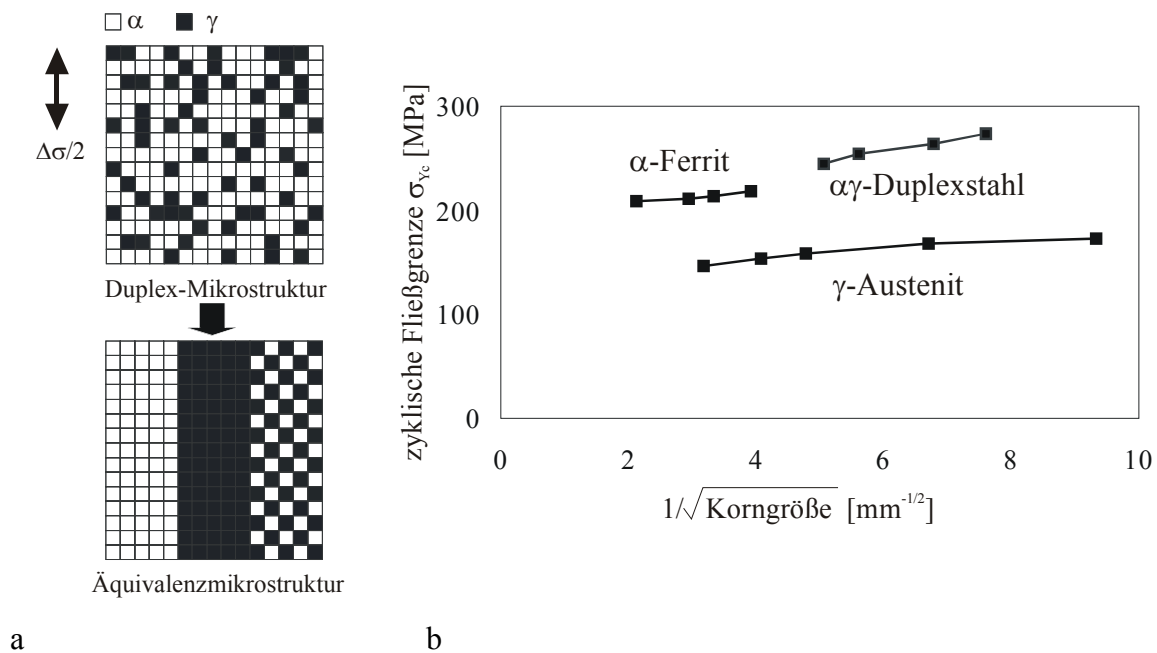 α γ
Δσ/2
Duplex-Mikrostruktur
Äquivalenzmikrostruktur
a
zyklische Fließgrenze σYc [MPa]
300
200
100
0
α-Ferrit
αγ-Duplexstahl
γ-Austenit
0 2 4 6 8 10
1/√Korngröße [mm-1/2]
b